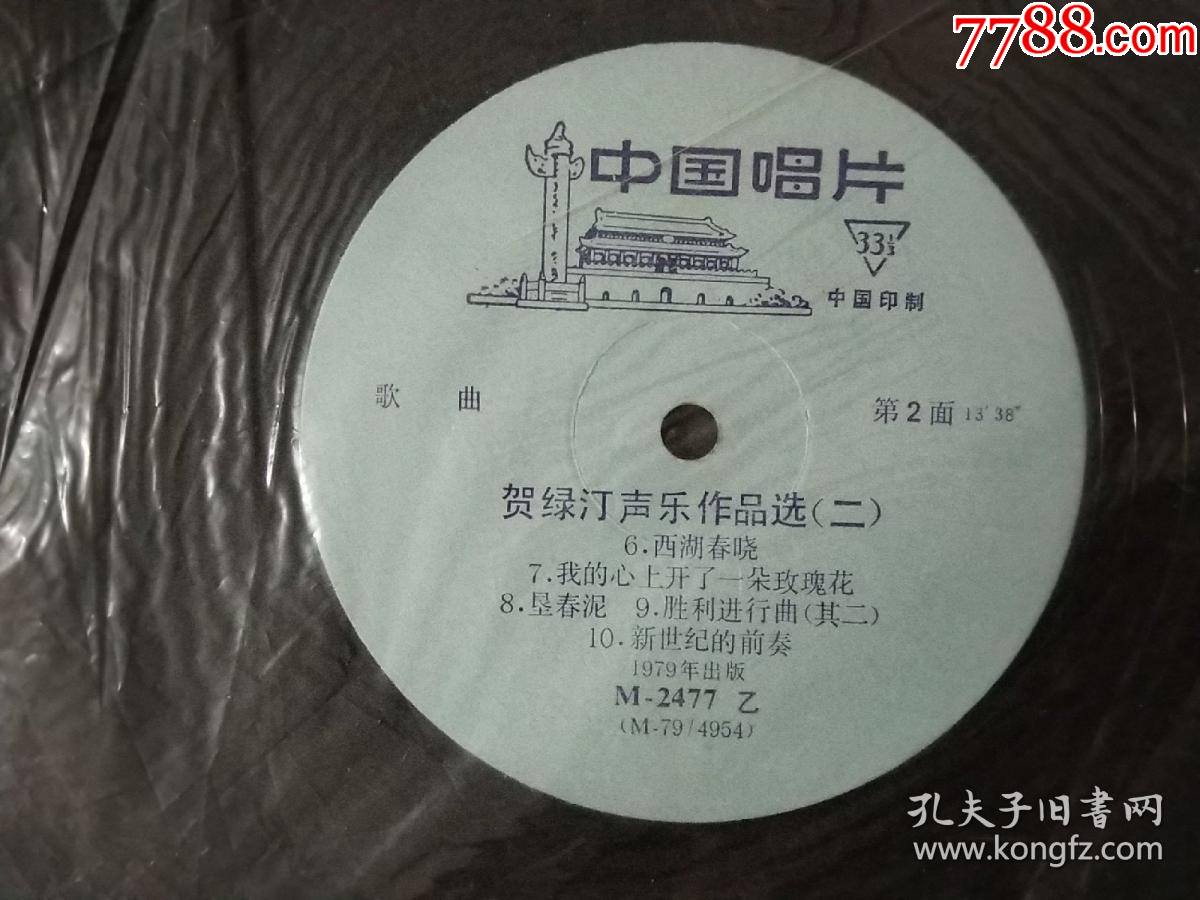 7788.com
中国唱片
33⅓
中国印制
歌 曲
第2面 13′38″
贺绿汀声乐作品选(二)
6.西湖春晓
7.我的心上开了一朵玫瑰花
8.垦春泥 9.胜利进行曲(其二)
10.新世纪的前奏
1979年出版
M-2477 乙
(M-79/4954)
孔夫子旧書网
www.kongfz.com